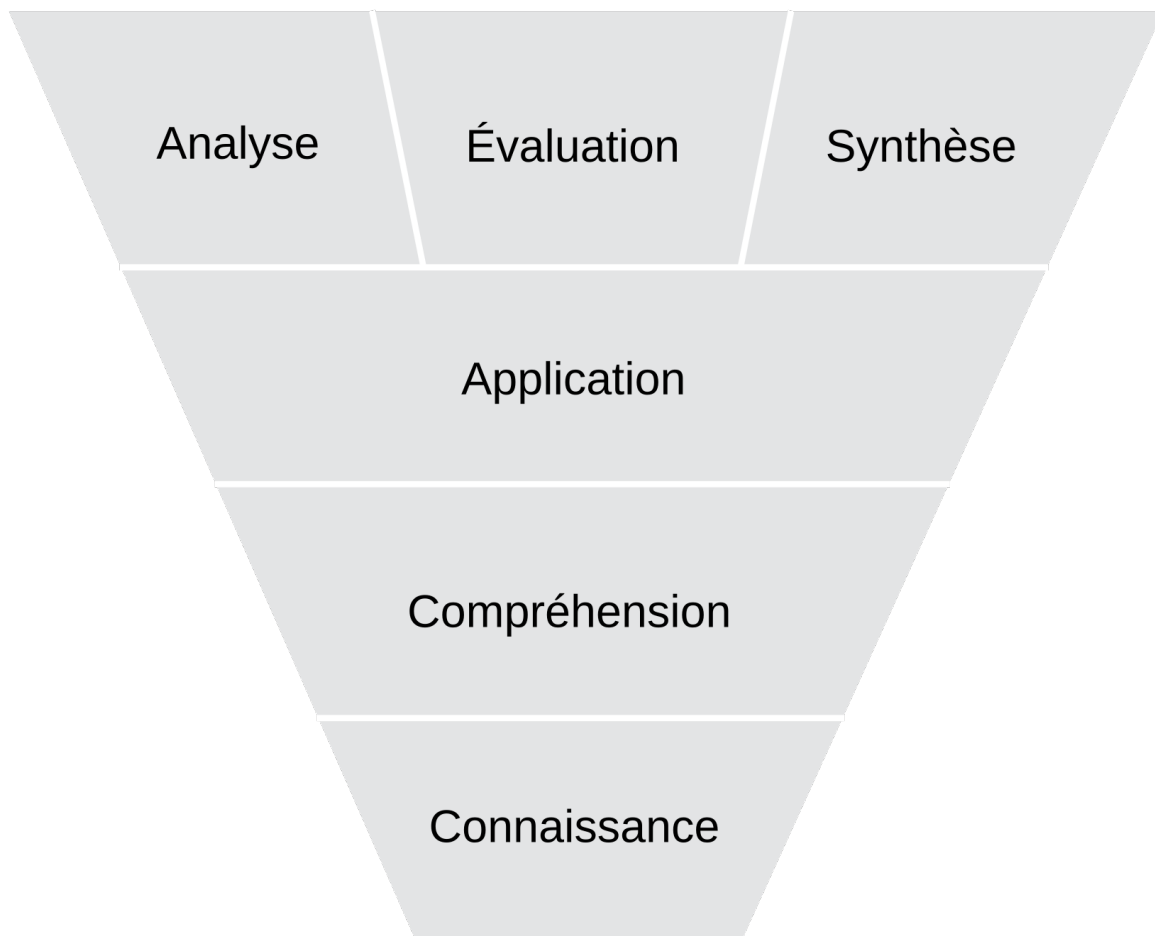 Analyse
Évaluation
Synthèse
Application
Compréhension
Connaissance